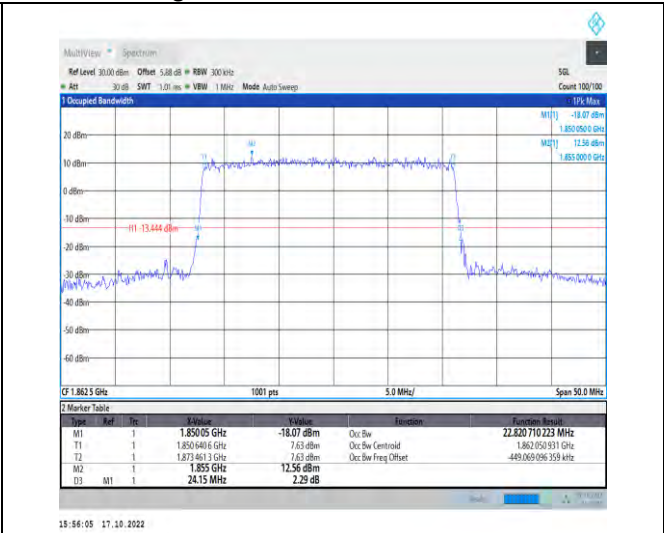 MultiView Spectrum
Ref Level 30.00 dBm Offset 5.88 dB RBW 300 kHz SGL
Att 30 dB SWT 1.01 ms VBW 1 MHz Mode Auto Sweep Count 100/100
1 Occupied Bandwidth 1Pk Max
M1[1] -18.07 dBm
1.850 050 0 GHz
M2[1] 12.56 dBm
1.855 000 0 GHz
20 dBm
M2
T1 T2
10 dBm
0 dBm
-10 dBm
H1 -13.444 dBm M1 D3
-20 dBm
-30 dBm
-40 dBm
-50 dBm
-60 dBm
CF 1.862 5 GHz 1001 pts 5.0 MHz/ Span 50.0 MHz
2 Marker Table
Type Ref Trc X-Value Y-Value Function Function Result
M1 1 1.85005 GHz -18.07 dBm Occ Bw 22.820 710 223 MHz
T1 1 1.850 640 6 GHz 7.63 dBm Occ Bw Centroid 1.862 050 931 GHz
T2 1 1.873 461 3 GHz 7.63 dBm Occ Bw Freq Offset -449.069 096 359 kHz
M2 1 1.855 GHz 12.56 dBm
D3 M1 1 24.15 MHz 2.29 dB
15:56:05 17.10.2022